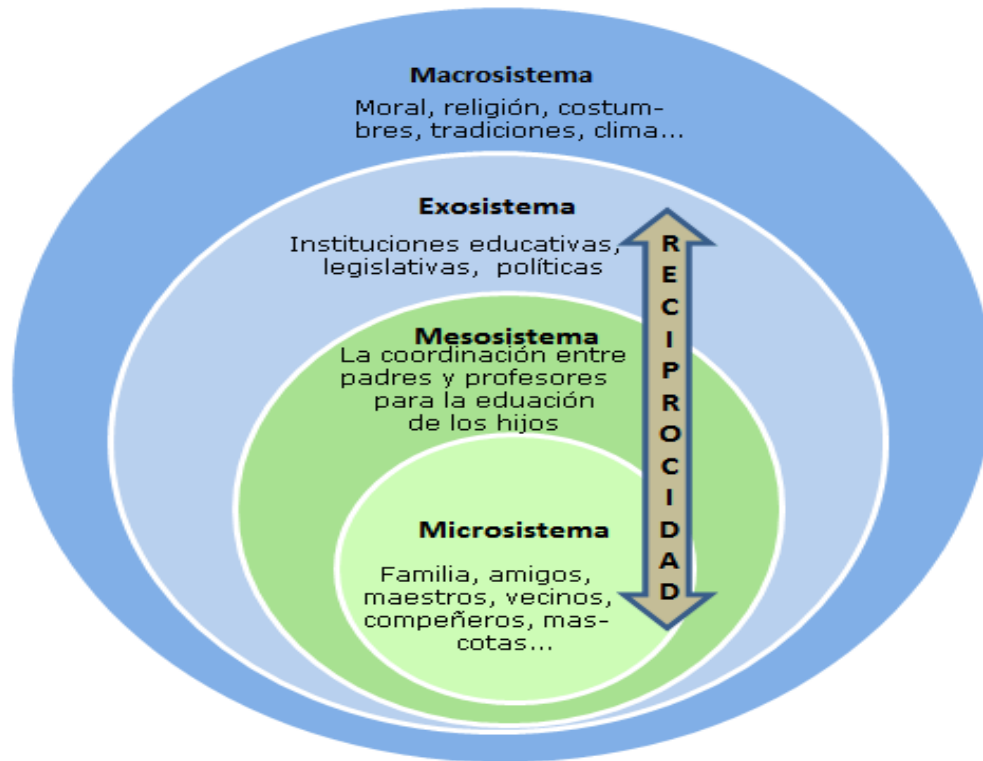 Macrosistema
Moral, religión, costum-
bres, tradiciones, clima...
Exosistema
Instituciones educativas,
legislativas, políticas
Mesosistema
La coordinación entre
padres y profesores
para la eduación
de los hijos
Microsistema
Familia, amigos,
maestros, vecinos,
compeñeros, mas-
cotas...
RECIPROCIDAD